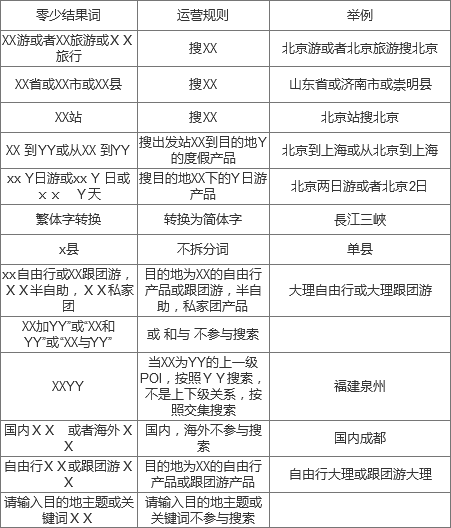 零少结果词 运营规则 举例
XX游或者XX旅游或XX
旅行
搜XX
北京游或者北京旅游搜北京
XX省或XX市或XX县 搜XX 山东省或济南市或崇明县
XX站 搜XX 北京站搜北京
XX 到YY或从XX 到YY
搜出发站XX到目的地Y
的度假产品
北京到上海或从北京到上海
xx Y日游或xx Y 日或
xx Y天
搜目的地XX下的Y日游
产品
北京两日游或者北京2日
繁体字转换 转换为简体字 長江三峽
x县 不拆分词 单县
xx自由行或XX跟团游，
XX半自助，XX私家
团
目的地为XX的自由行
产品或跟团游，半自
助，私家团产品
大理自由行或大理跟团游
XX加YY”或“XX和
YY”或“XX与YY”
或 和与 不参与搜索
XXYY
当XX为YY的上一级
POI，按照YY搜索，
不是上下级关系，按
照交集搜索
福建泉州
国内XX 或者海外X
X
国内，海外不参与搜
索
国内成都
自由行XX或跟团游X
X
目的地为XX的自由行
产品或跟团游产品
自由行大理或跟团游大理
请输入目的地主题或关
键词XX
请输入目的地主题或
关键词不参与搜索